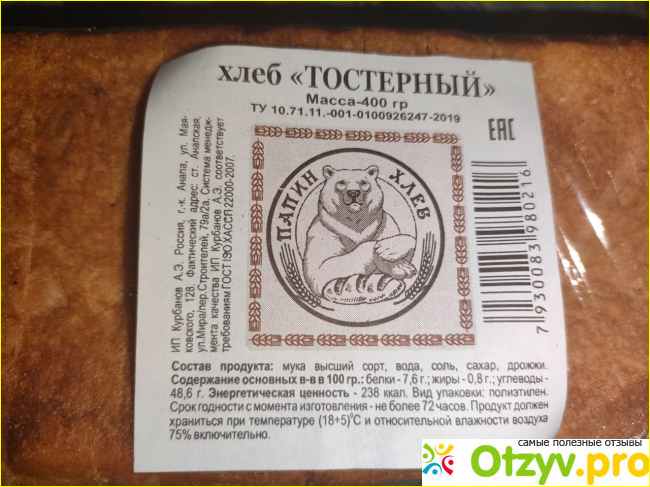 хлеб «ТОСТЕРНЫЙ»
Масса-400 гр
ТУ 10.71.11.-001-0100926247-2019
ЕАС
ПАПИН ХЛЕБ
ИП Курбанов А.Э. Россия, г.-к. Анапа, ул. Мая-
ковского, 128. Фактический адрес: ст. Анапская,
ул.Мира/пер.Строителей, 79а/2а. Система менедж-
мента качества ИП Курбанов А.Э. соответствует
требованиям ГОСТ ISO ХАССП 22000-2007.
7 930083 980216
Состав продукта: мука высший сорт, вода, соль, сахар, дрожжи.
Содержание основных в-в в 100 гр.: белки - 7,6 г.; жиры - 0,8 г.; углеводы -
48,6 г. Энергетическая ценность - 238 ккал. Вид упаковки: полиэтилен.
Срок годности с момента изготовления - не более 72 часов. Продукт должен
храниться при температуре (18+5)⁰С и относительной влажности воздуха
75% включительно.
самые полезные отзывы
Otzyv.pro